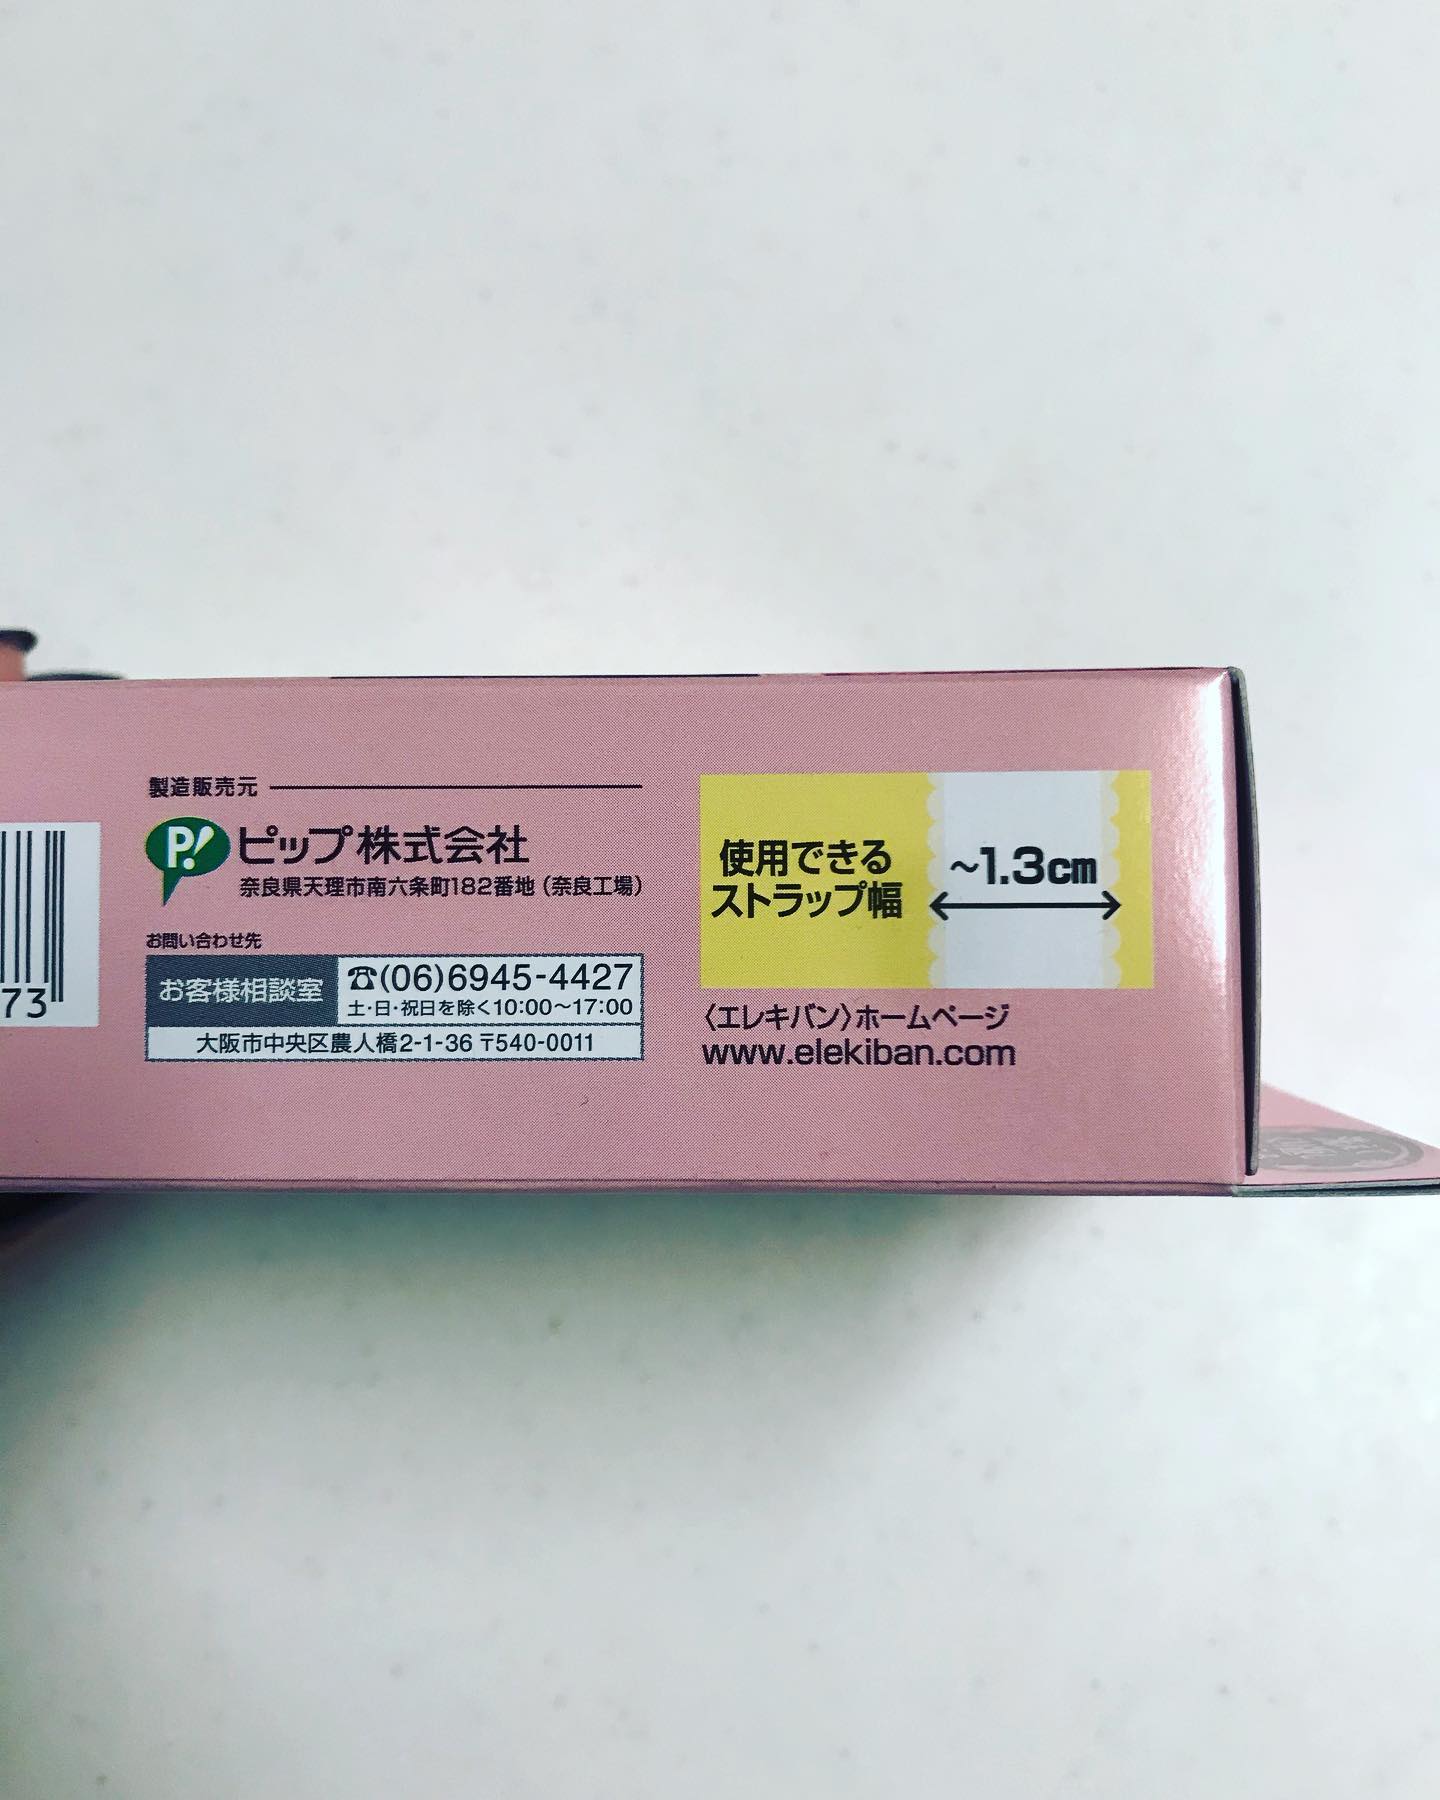 73
製造販売元
P!
ピップ株式会社
奈良県天理市南六条町182番地(奈良工場)
お問い合わせ先
お客様相談室
☎(06)6945-4427
土・日・祝日を除く10:00〜17:00
大阪市中央区農人橋2-1-36 〒540-0011
使用できる
ストラップ幅
~1.3cm
〈エレキバン〉ホームページ
www.elekiban.com